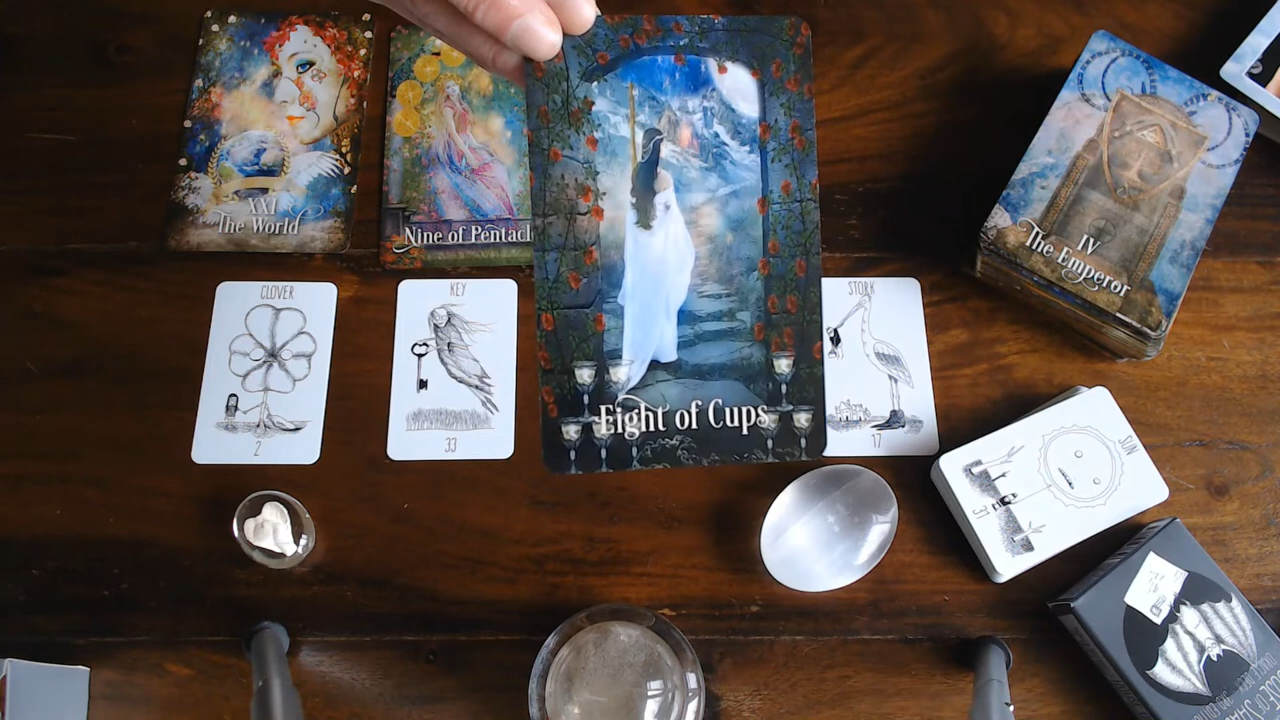 XXI
The World
Nine of Pentacl
Eight of Cups
IV
The Emperor
CLOVER
2
KEY
33
STORK
17
SUN
31